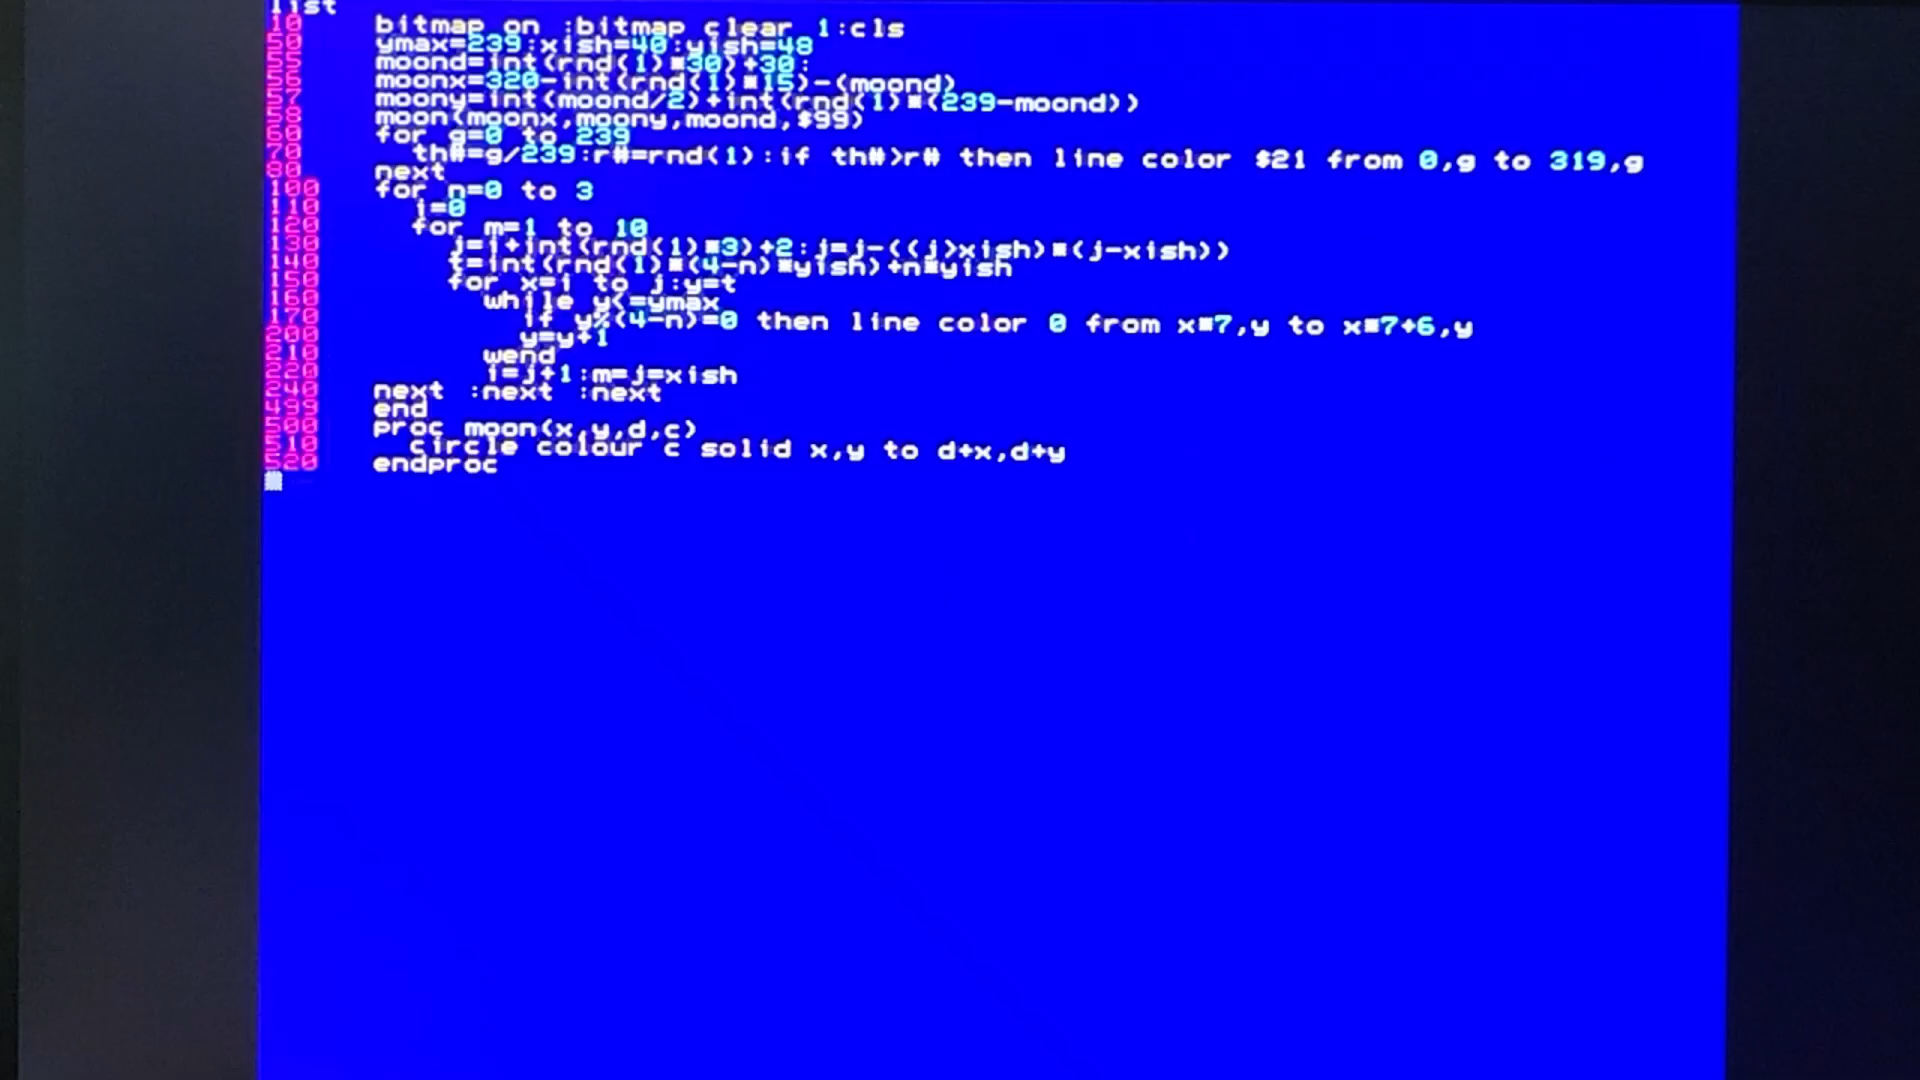 list
10 bitmap on :bitmap clear 1:cls
50 ymax=239:xish=40:yish=48
55 moond=int(rnd(1)*30)+30:
56 moonx=320-int(rnd(1)*15)-(moond)
57 moony=int(moond/2)+int(rnd(1)*(239-moond))
58 moon(moonx,moony,moond,$99)
60 for g=0 to 239
70 th#=g/239:r#=rnd(1):if th#>r# then line color $21 from 0,g to 319,g
80 next
100 for n=0 to 3
110 i=0
120 for m=1 to 10
130 j=i+int(rnd(1)*3)+2:j=j-((j>xish)*(j-xish))
140 t=int(rnd(1)*(4-n)*yish)+n*yish
150 for x=i to j:y=t
160 while y<=ymax
170 if y%(4-n)=0 then line color 0 from x*7,y to x*7+6,y
200 y=y+1
210 wend
220 i=j+1:m=j=xish
240 next :next :next
499 end
500 proc moon(x,y,d,c)
510 circle colour c solid x,y to d+x,d+y
520 endproc